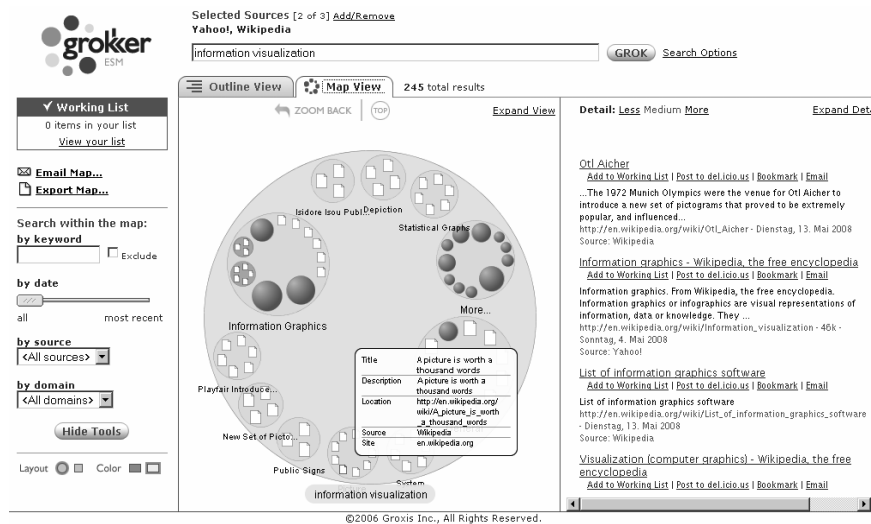 grokker
ESM
Selected Sources [2 of 3] Add/Remove
Yahoo!, Wikipedia
information visualization
GROK
Search Options
Outline View
Map View
245 total results
✓ Working List
0 items in your list
View your list
Email Map...
Export Map...
Search within the map:
by keyword
Exclude
by date
all most recent
by source
<All sources>
by domain
<All domains>
Hide Tools
Layout Color
ZOOM BACK
TOP
Expand View
Isidore Isou Publ...
Depiction
Statistical Graphs
Information Graphics
More...
Playfair Introduce...
New Set of Picto...
Public Signs
System
Title A picture is worth a
thousand words
Description A picture is worth a
thousand words
Location http://en.wikipedia.org/
wiki/A_picture_is_worth
_a_thousand_words
Source Wikipedia
Site en.wikipedia.org
information visualization
Detail: Less Medium More
Expand Deta
Otl Aicher
Add to Working List | Post to del.icio.us | Bookmark | Email
...The 1972 Munich Olympics were the venue for Otl Aicher to
introduce a new set of pictograms that proved to be extremely
popular, and influenced...
http://en.wikipedia.org/wiki/Otl_Aicher - Dienstag, 13. Mai 2008
Source: Wikipedia
Information graphics - Wikipedia, the free encyclopedia
Add to Working List | Post to del.icio.us | Bookmark | Email
Information graphics. From Wikipedia, the free encyclopedia.
Information graphics or infographics are visual representations of
information, data or knowledge. They ...
http://en.wikipedia.org/wiki/Information_visualization - 46k -
Sonntag, 4. Mai 2008
Source: Yahoo!
List of information graphics software
Add to Working List | Post to del.icio.us | Bookmark | Email
List of information graphics software
http://en.wikipedia.org/wiki/List_of_information_graphics_software
- Dienstag, 13. Mai 2008
Source: Wikipedia
Visualization (computer graphics) - Wikipedia, the free
encyclopedia
Add to Working List | Post to del.icio.us | Bookmark | Email
©2006 Groxis Inc., All Rights Reserved.